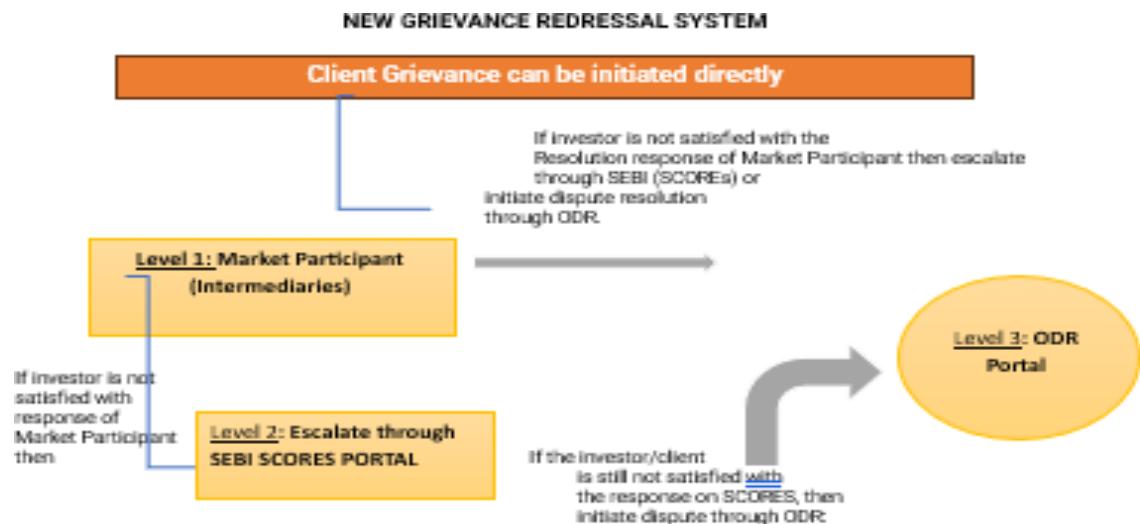 NEW GRIEVANCE REDRESSAL SYSTEM
Client Grievance can be initiated directly
If investor is not satisfied with the
Resolution response of Market Participant then escalate
through SEBI (SCOREs) or
initiate dispute resolution
through ODR.
Level 1: Market Participant
(Intermediaries)
Level 3: ODR
Portal
If investor is not
satisfied with
response of
Market Participant
then
Level 2: Escalate through
SEBI SCORES PORTAL
If the investor/client
is still not satisfied with
the response on SCORES, then
initiate dispute through ODR: